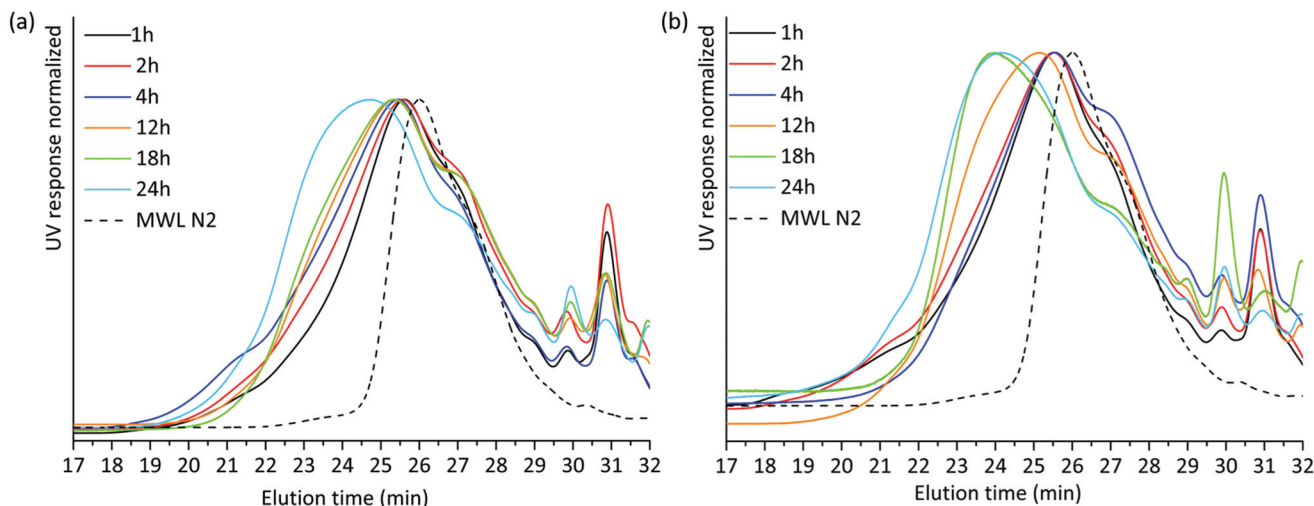 (a)
UV response normalized
1h
2h
4h
12h
18h
24h
MWL N2
17 18 19 20 21 22 23 24 25 26 27 28 29 30 31 32
Elution time (min)
(b)
UV response normalized
1h
2h
4h
12h
18h
24h
MWL N2
17 18 19 20 21 22 23 24 25 26 27 28 29 30 31 32
Elution time (min)